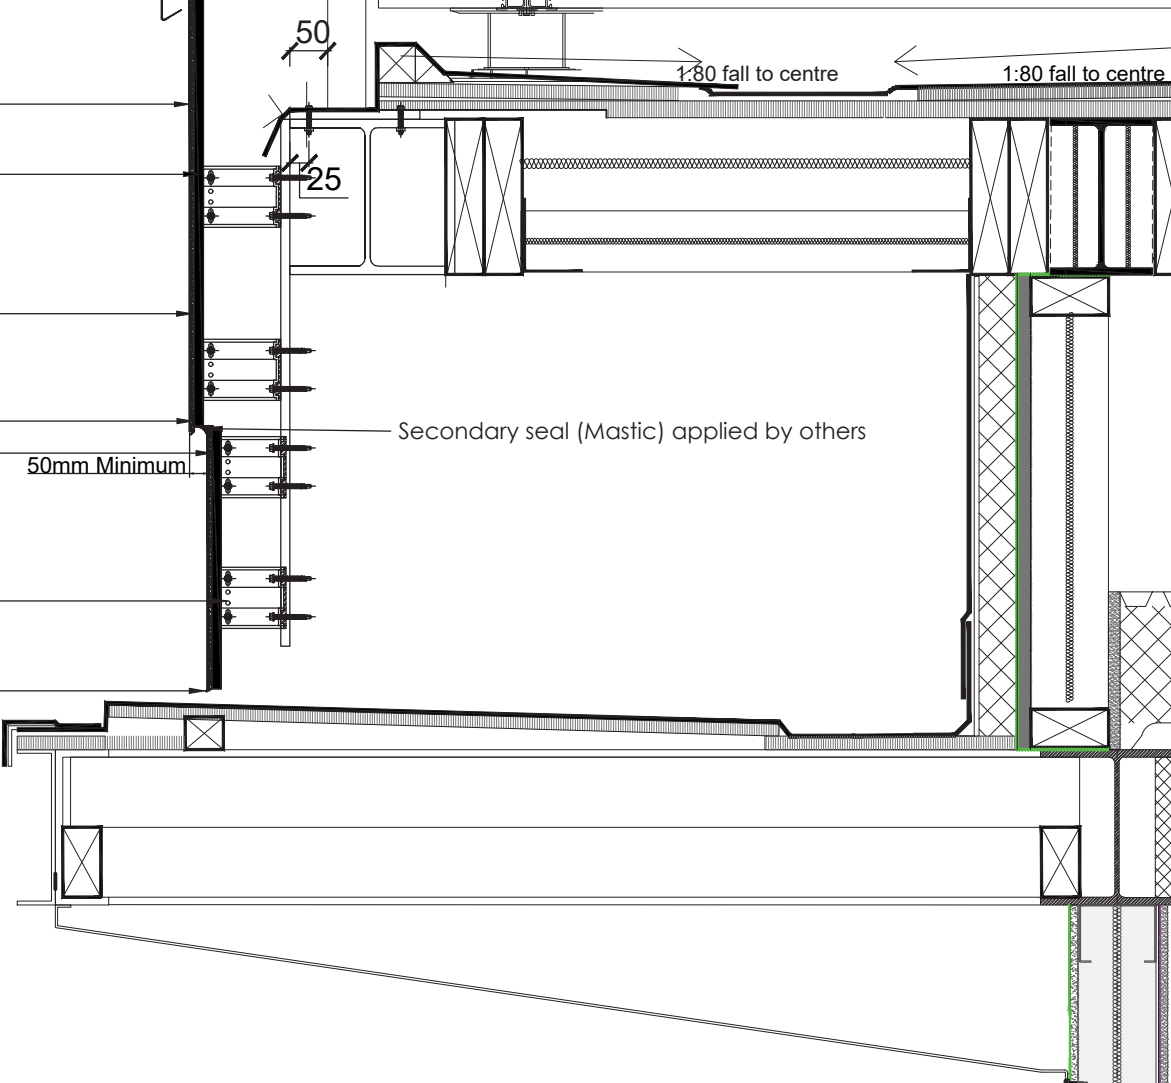 50
1:80 fall to centre
1:80 fall to centre
25
Secondary seal (Mastic) applied by others
50mm Minimum